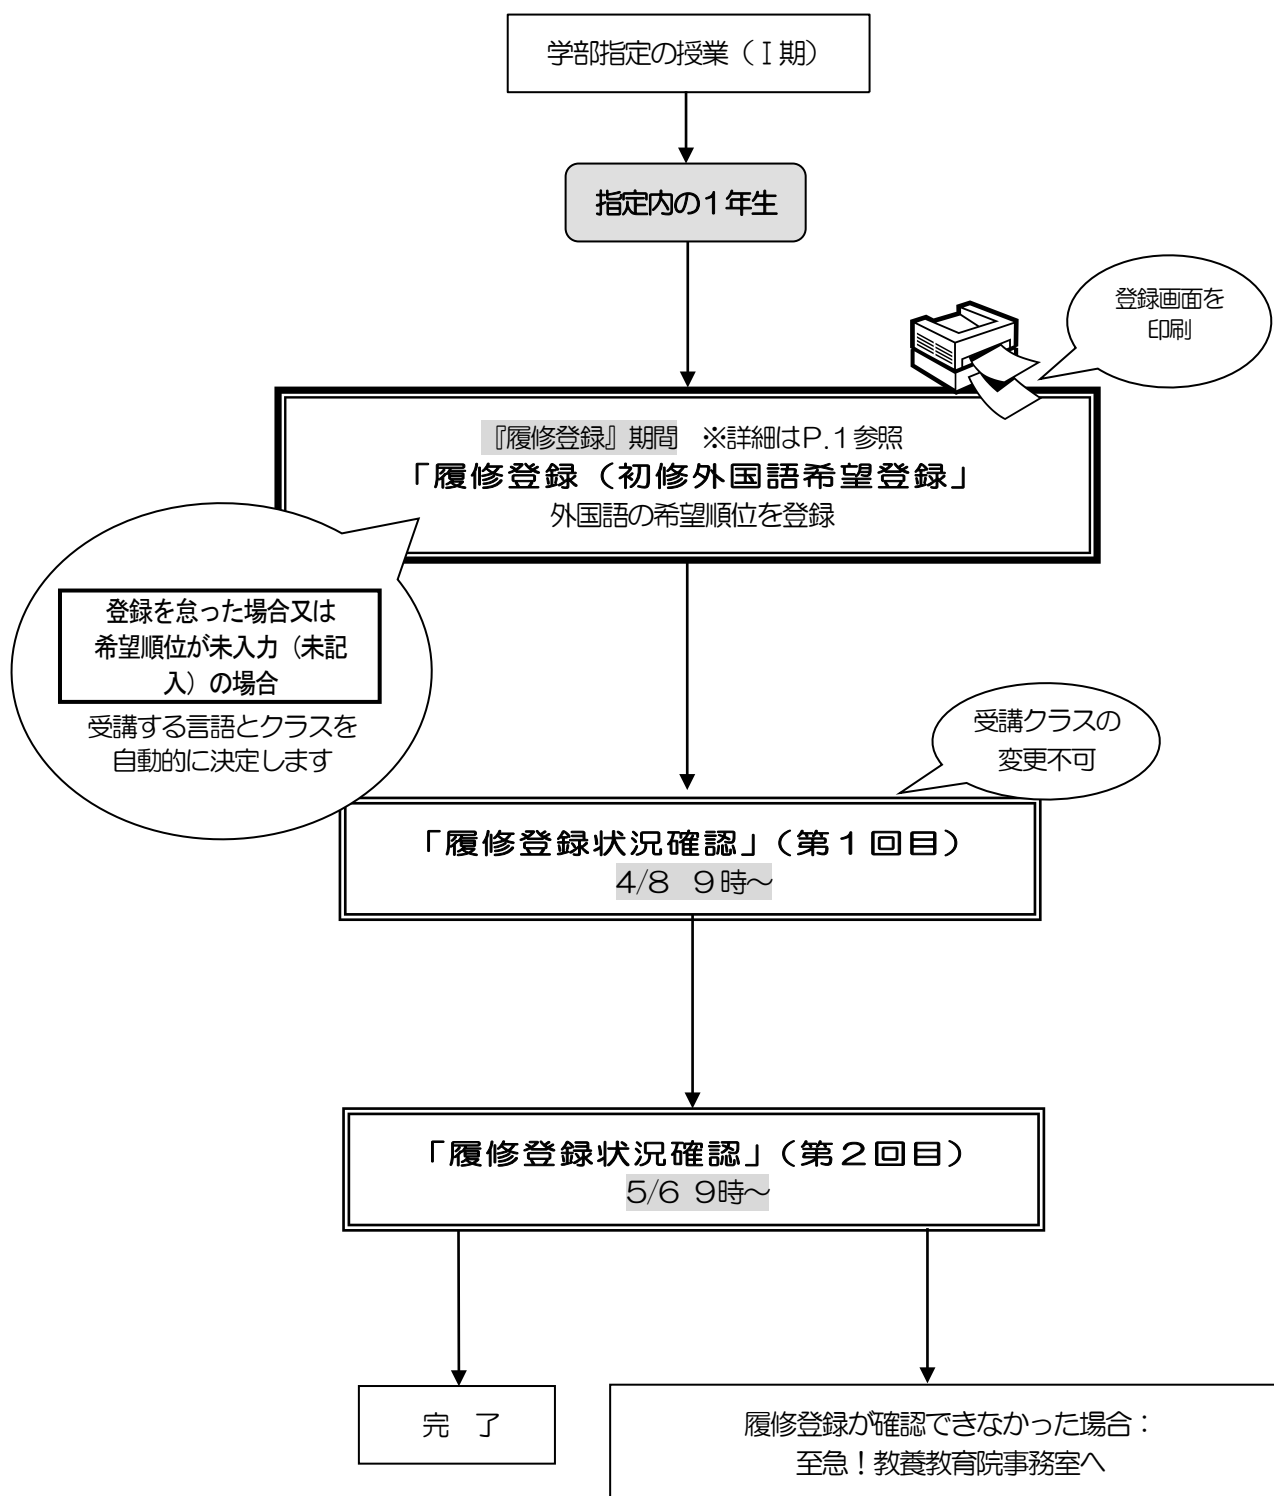 学部指定の授業（Ⅰ期）
指定内の１年生
登録画面を
印刷
『履修登録』期間　※詳細はＰ.１参照
「履修登録（初修外国語希望登録」
外国語の希望順位を登録
登録を怠った場合又は
希望順位が未入力（未記
入）の場合
受講する言語とクラスを
自動的に決定します
受講クラスの
変更不可
「履修登録状況確認」（第１回目）
4/8　９時～
「履修登録状況確認」（第２回目）
5/6 9時～
完　了
履修登録が確認できなかった場合：
至急！教養教育院事務室へ